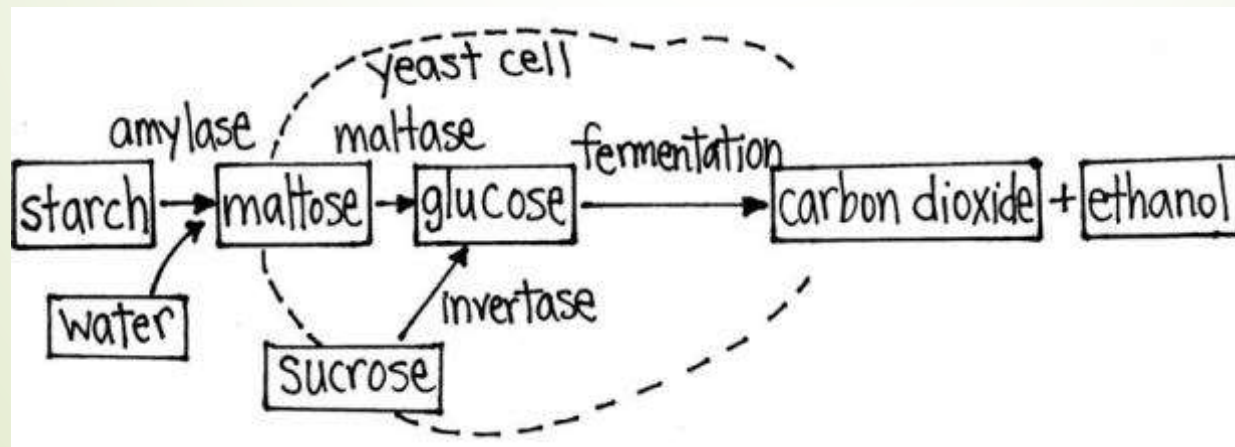 yeast cell
amylase maltase fermentation
starch maltose glucose carbon dioxide + ethanol
water invertase
sucrose